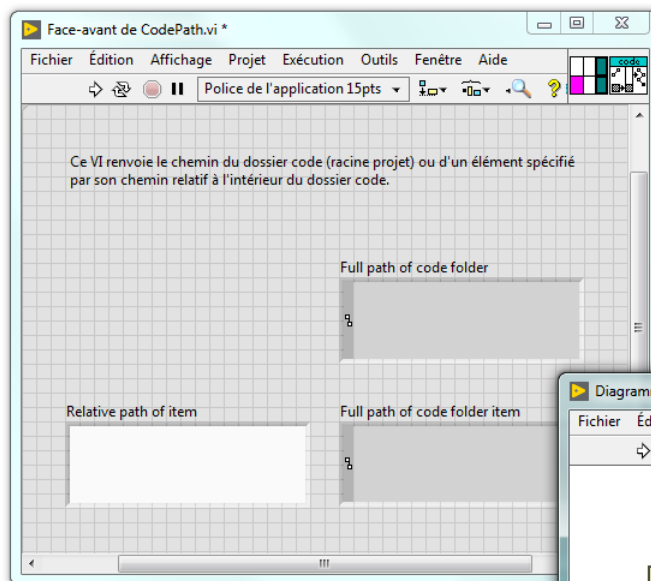 Face-avant de CodePath.vi *
Fichier Édition Affichage Projet Exécution Outils Fenêtre Aide
code
Police de l'application 15pts
Ce VI renvoie le chemin du dossier code (racine projet) ou d'un élément spécifié
par son chemin relatif à l'intérieur du dossier code.
Full path of code folder
Relative path of item
Full path of code folder item
Diagram
Fichier Éd